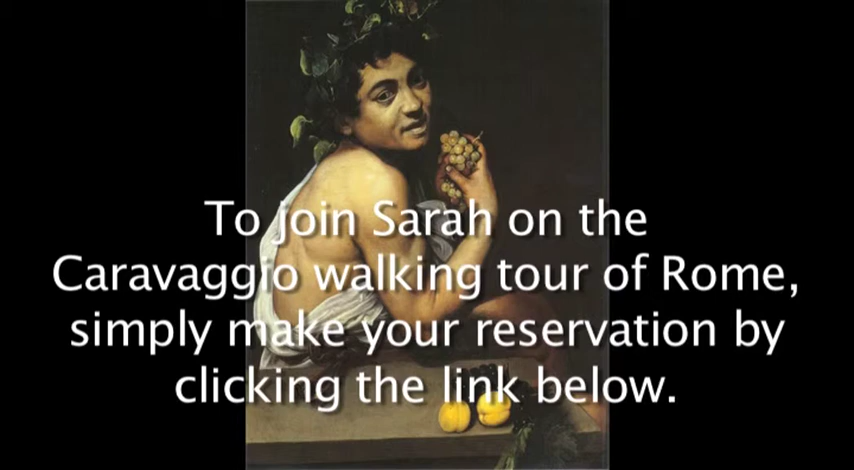 To join Sarah on the
Caravaggio walking tour of Rome,
simply make your reservation by
clicking the link below.